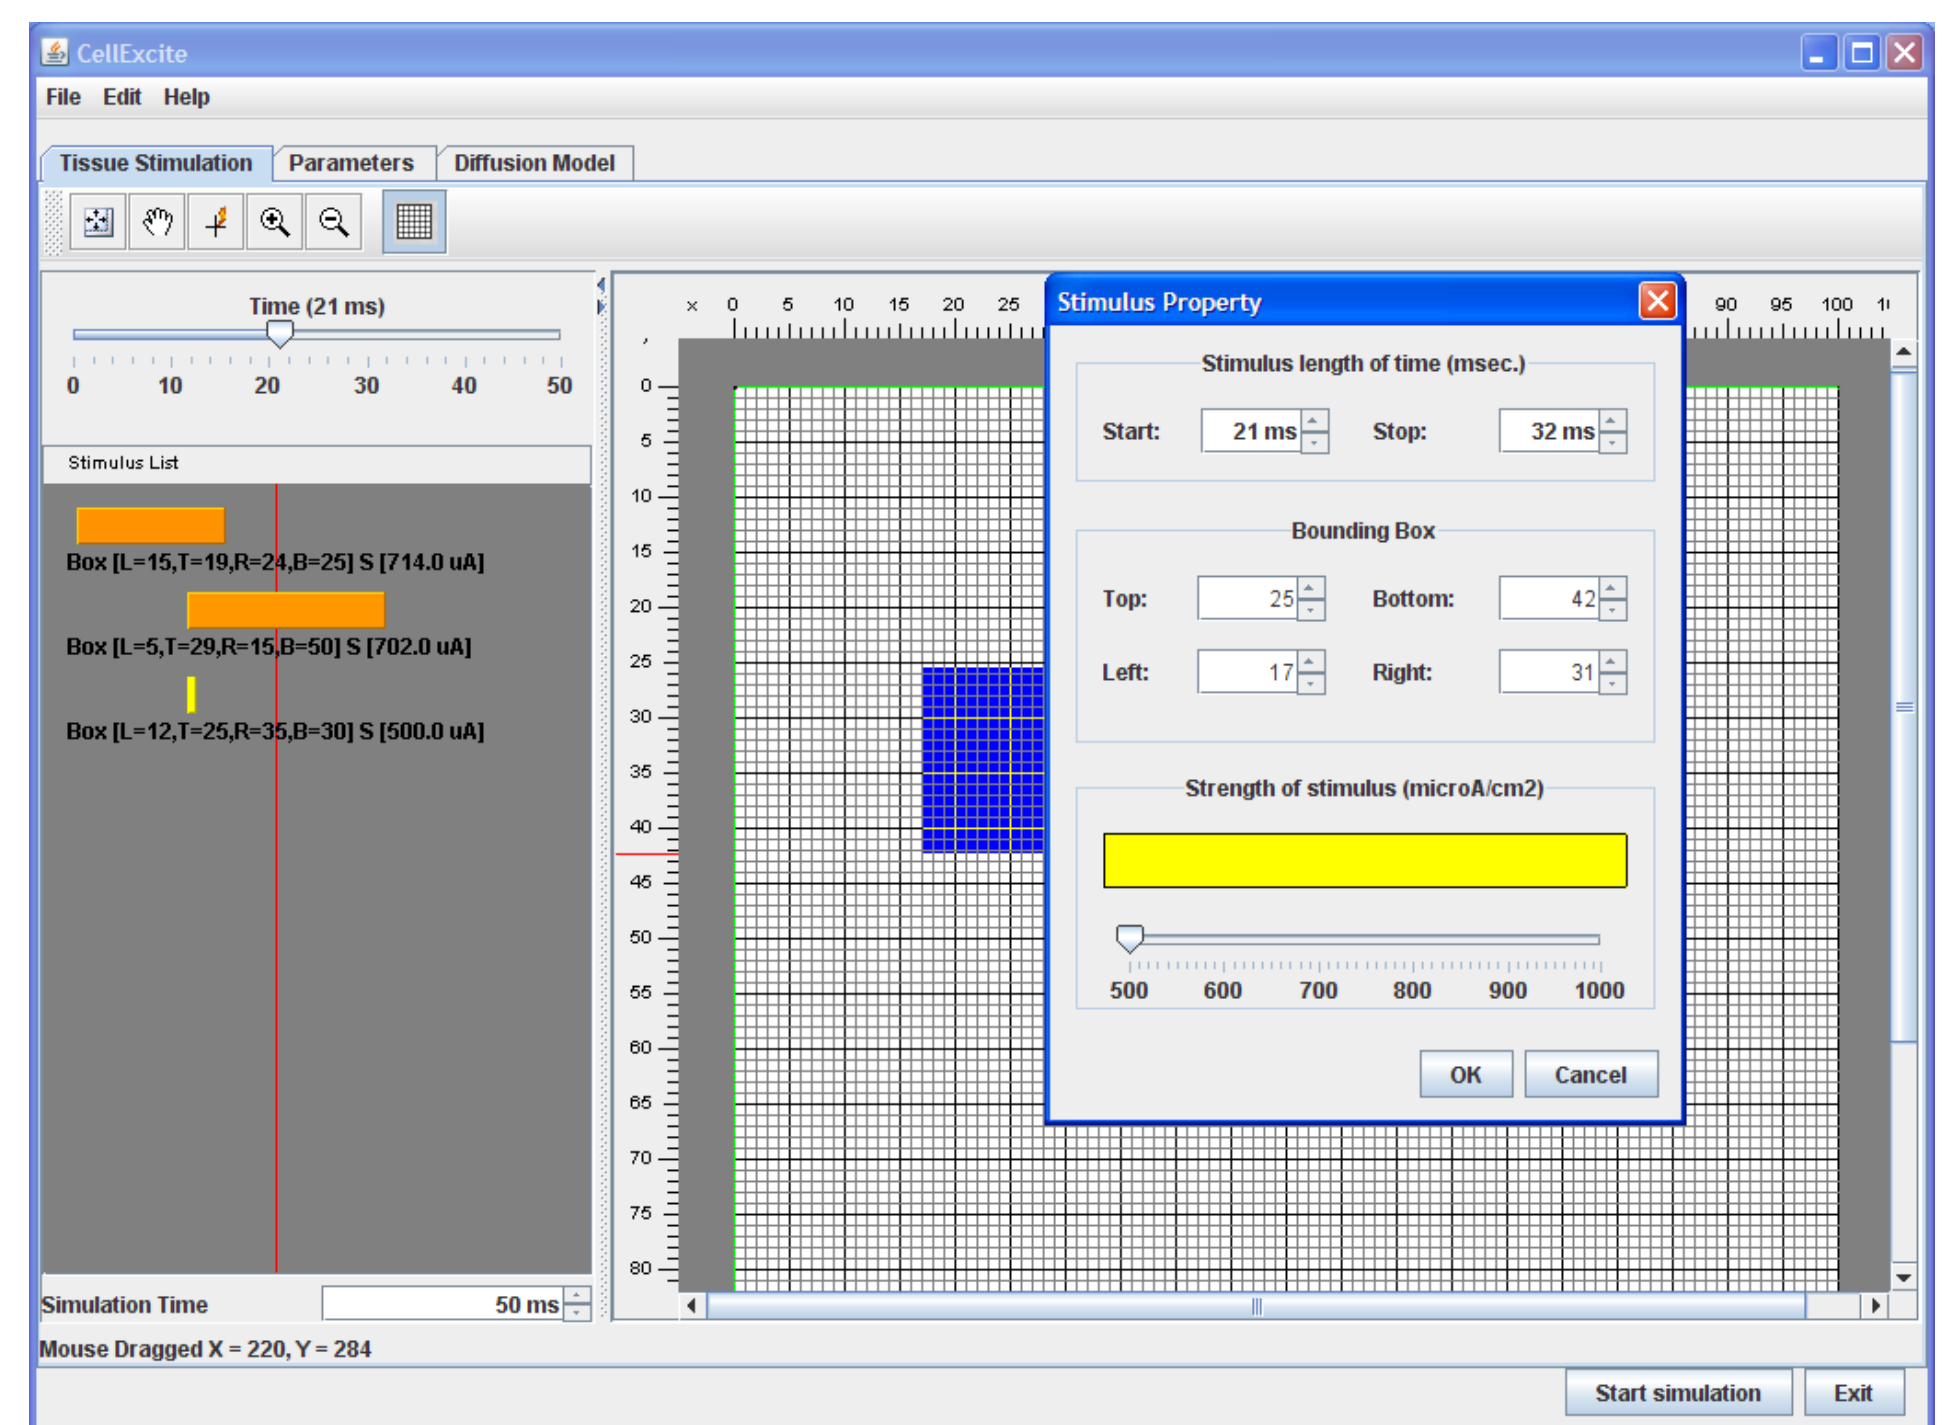 CellExcite
File Edit Help
Tissue Stimulation Parameters Diffusion Model
Time (21 ms)
0 10 20 30 40 50
Stimulus List
Box [L=15,T=19,R=24,B=25] S [714.0 uA]
Box [L=5,T=29,R=15,B=50] S [702.0 uA]
Box [L=12,T=25,R=35,B=30] S [500.0 uA]
Simulation Time 50 ms
x 0 5 10 15 20 25 90 95 100
0
5
10
15
20
25
30
35
40
45
50
55
60
65
70
75
80
Stimulus Property
Stimulus length of time (msec.)
Start: 21 ms Stop: 32 ms
Bounding Box
Top: 25 Bottom: 42
Left: 17 Right: 31
Strength of stimulus (microA/cm2)
500 600 700 800 900 1000
OK Cancel
Mouse Dragged X = 220, Y = 284
Start simulation Exit